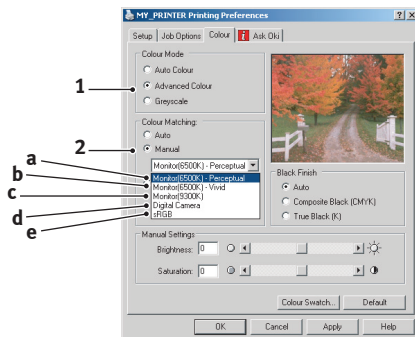 MY_PRINTER Printing Preferences
? ×
Setup Job Options Colour i Ask Oki
Colour Mode
Auto Colour
1 Advanced Colour
Greyscale
Colour Matching:
Auto
2 Manual
Monitor(6500K) - Perceptual
a Monitor(6500K) - Perceptual
b Monitor(6500K) - Vivid
c Monitor(9300K)
d Digital Camera
e sRGB
Black Finish
Auto
Composite Black (CMYK)
True Black (K)
Manual Settings
Brightness: 0
Saturation: 0
Colour Swatch... Default
OK Cancel Apply Help